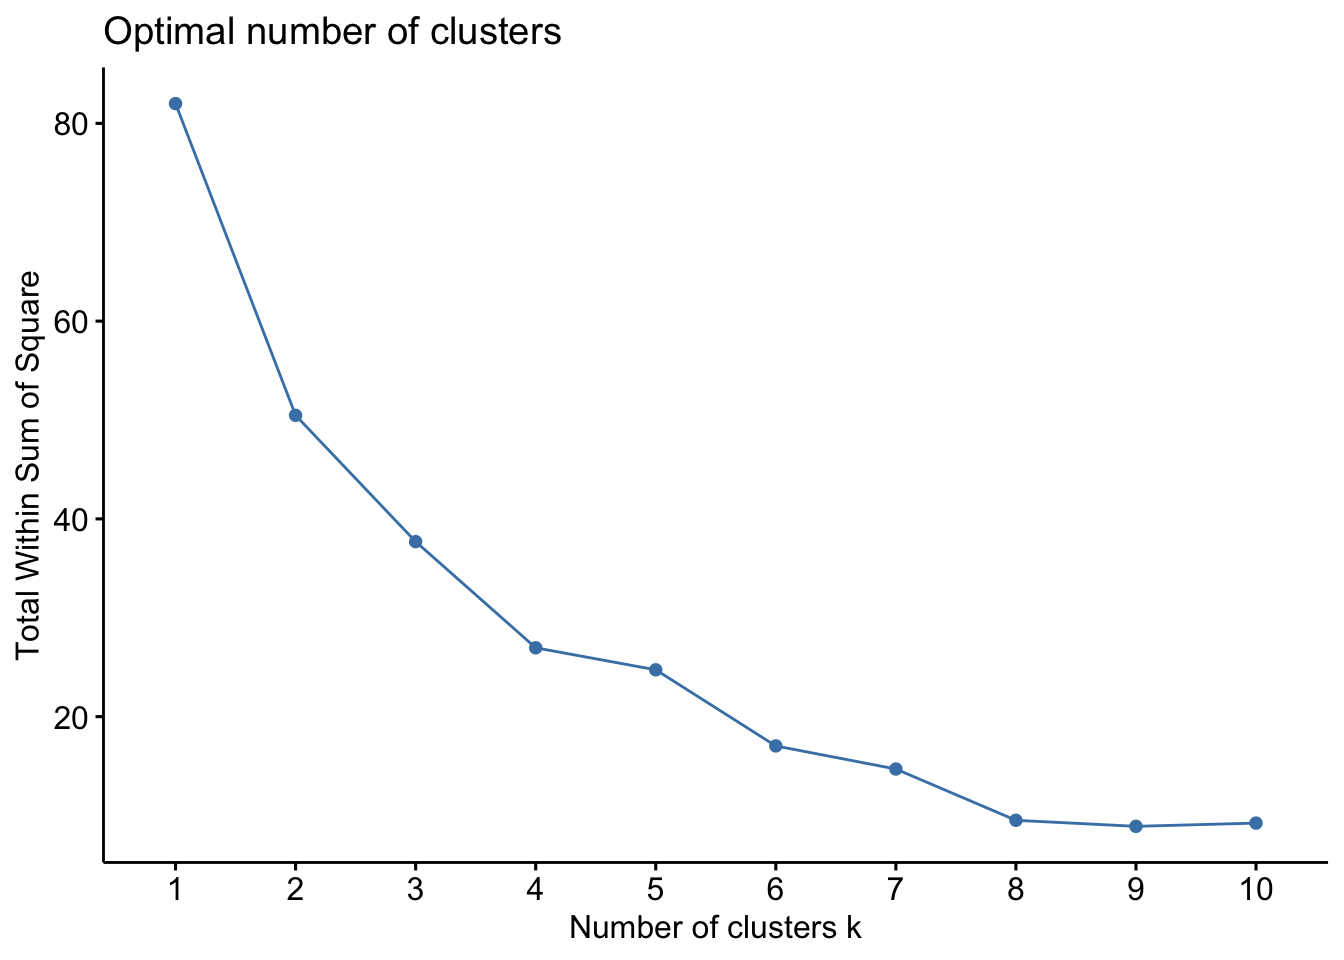 Optimal number of clusters
Total Within Sum of Square
80
60
40
20
1 2 3 4 5 6 7 8 9 10
Number of clusters k